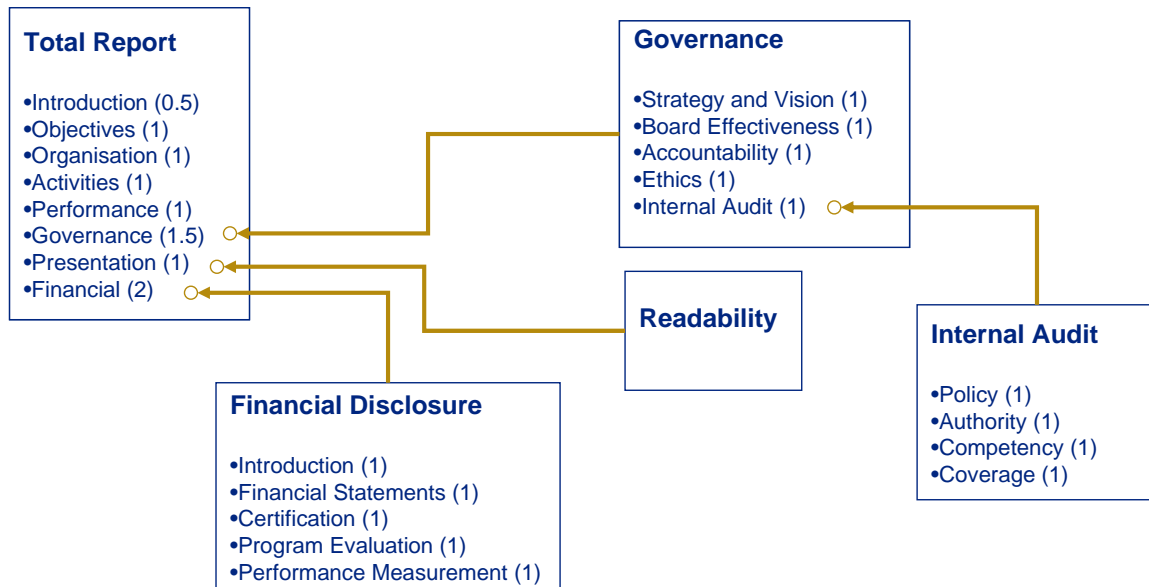 Total Report
•Introduction (0.5)
•Objectives (1)
•Organisation (1)
•Activities (1)
•Performance (1)
•Governance (1.5)
•Presentation (1)
•Financial (2)
Governance
•Strategy and Vision (1)
•Board Effectiveness (1)
•Accountability (1)
•Ethics (1)
•Internal Audit (1)
Readability
Internal Audit
•Policy (1)
•Authority (1)
•Competency (1)
•Coverage (1)
Financial Disclosure
•Introduction (1)
•Financial Statements (1)
•Certification (1)
•Program Evaluation (1)
•Performance Measurement (1)